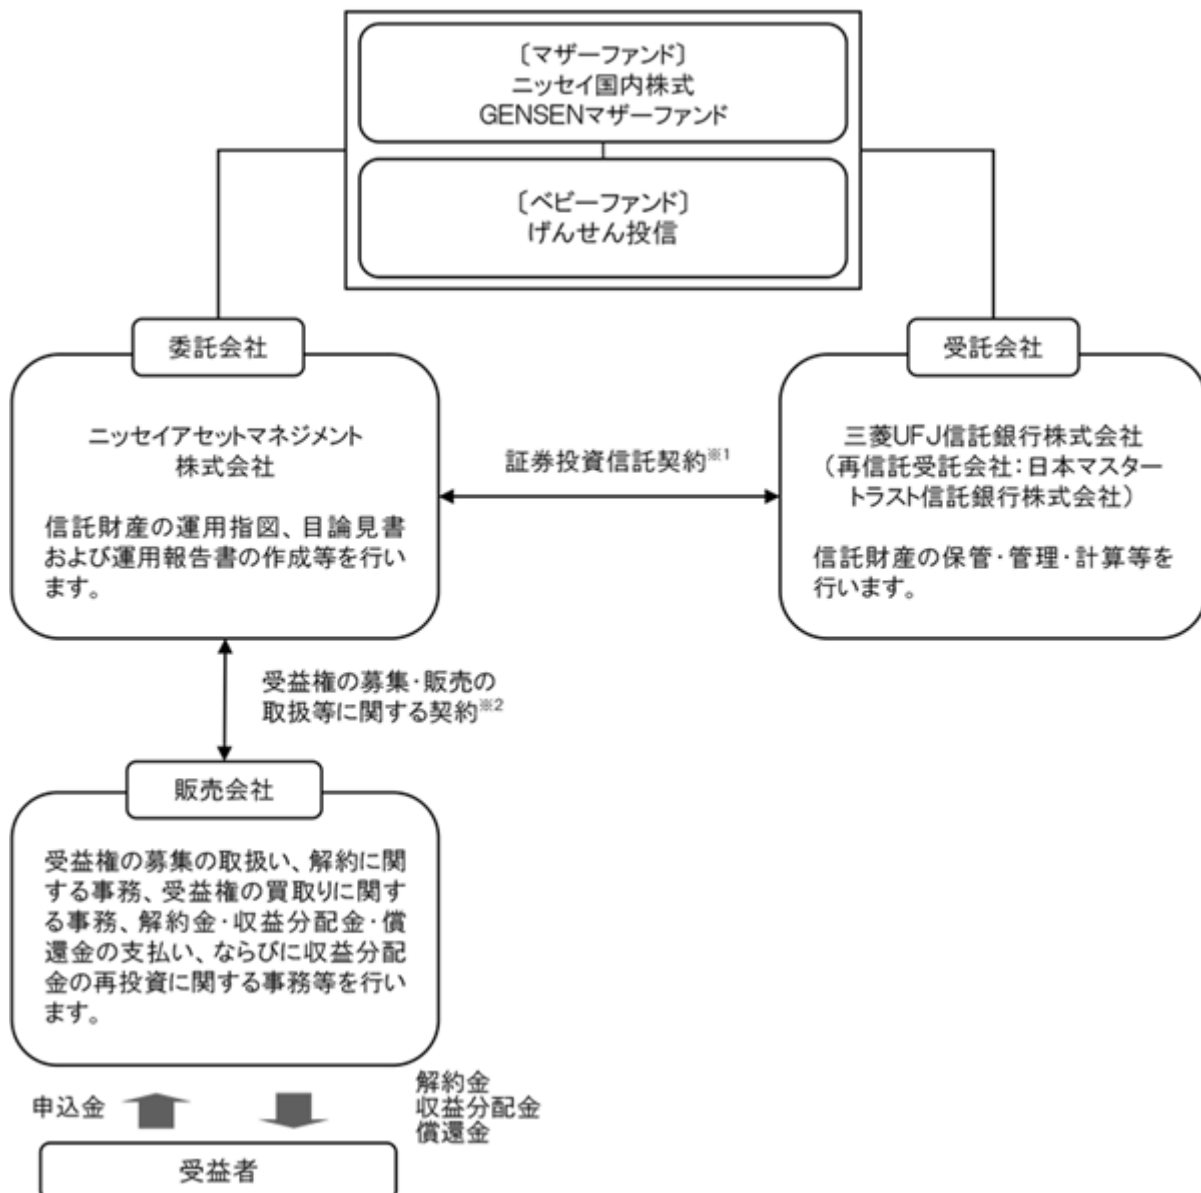 〔マザーファンド〕
ニッセイ国内株式
GENSENマザーファンド
〔ベビーファンド〕
げんせん投信
委託会社
ニッセイアセットマネジメント
株式会社
信託財産の運用指図、目論見書
および運用報告書の作成等を行い
ます。
証券投資信託契約※1
受託会社
三菱UFJ信託銀行株式会社
（再信託受託会社：日本マスター
トラスト信託銀行株式会社）
信託財産の保管・管理・計算等を
行います。
受益権の募集・販売の
取扱等に関する契約※2
販売会社
受益権の募集の取扱い、解約に関
する事務、受益権の買取りに関す
る事務、解約金・収益分配金・償
還金の支払い、ならびに収益分配
金の再投資に関する事務等を行い
ます。
申込金
解約金
収益分配金
償還金
受益者